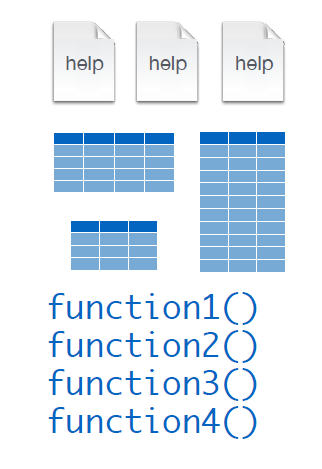 help help help
function1()
function2()
function3()
function4()